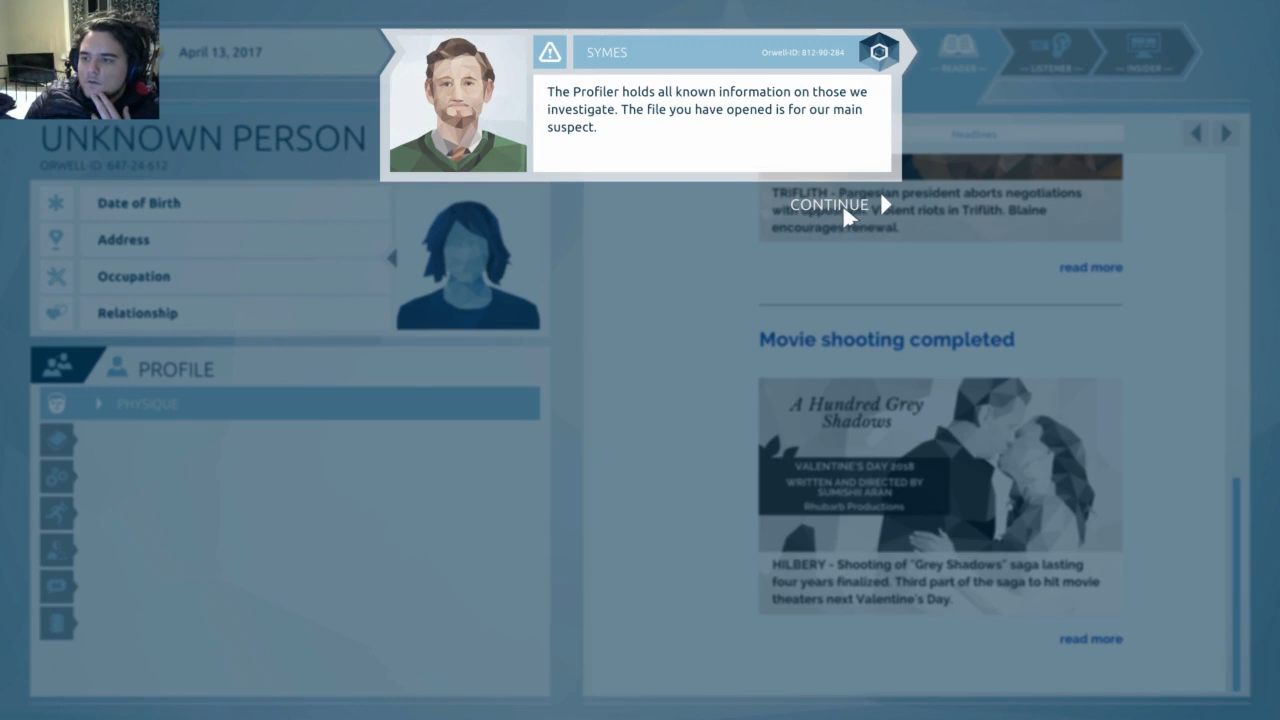 April 13, 2017
SYMES
Orwell-ID: 812-90-284
READER
LISTENER
INSIDER
The Profiler holds all known information on those we
investigate. The file you have opened is for our main
suspect.
CONTINUE
UNKNOWN PERSON
ORWELL-ID: 647-24-612
Date of Birth
Address
Occupation
Relationship
PROFILE
PHYSIQUE
Headlines
TRIFLITH - Pargesian president aborts negotiations
with opposition. Violent riots in Triflith. Blaine
encourages renewal.
read more
Movie shooting completed
A Hundred Grey
Shadows
VALENTINE'S DAY 2018
WRITTEN AND DIRECTED BY
SUMISHII ARAN
Rhubarb Productions
HILBERY - Shooting of "Grey Shadows" saga lasting
four years finalized. Third part of the saga to hit movie
theaters next Valentine's Day.
read more